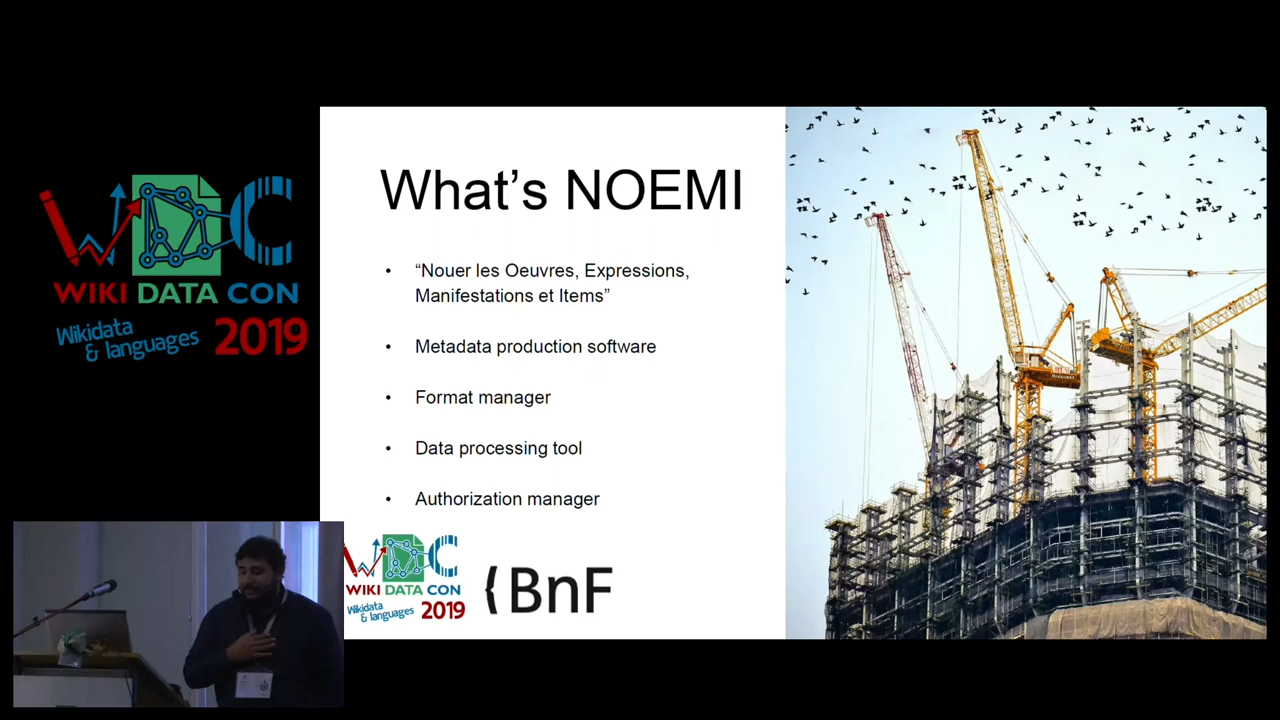 WIKI DATA CON
Wikidata
& languages 2019
What's NOEMI
• “Nouer les Oeuvres, Expressions,
Manifestations et Items”
• Metadata production software
• Format manager
• Data processing tool
• Authorization manager
WIKI DATA CON
Wikidata
& languages 2019
{BnF